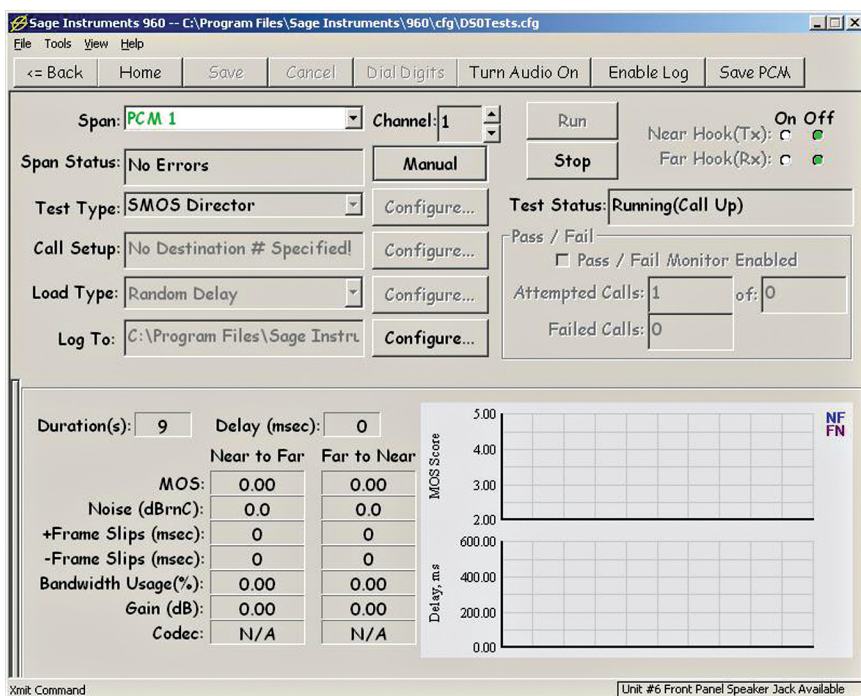 Sage Instruments 960 -- C:\Program Files\Sage Instruments\960\cfg\DS0Tests.cfg
File Tools View Help
<= Back Home Save Cancel Dial Digits Turn Audio On Enable Log Save PCM
Span: PCM 1 Channel: 1 Run On Off
Near Hook(Tx):
Span Status: No Errors Manual Stop Far Hook(Rx):
Test Type: SMOS Director Configure... Test Status: Running(Call Up)
Call Setup: No Destination # Specified! Configure... Pass / Fail
Pass / Fail Monitor Enabled
Load Type: Random Delay Configure... Attempted Calls: 1 of: 0
Log To: C:\Program Files\Sage Instru Configure... Failed Calls: 0
Duration(s): 9 Delay (msec): 0
Near to Far Far to Near
MOS: 0.00 0.00
Noise (dBrnC): 0.0 0.0
+Frame Slips (msec): 0 0
-Frame Slips (msec): 0 0
Bandwidth Usage(%): 0.00 0.00
Gain (dB): 0.00 0.00
Codec: N/A N/A
MOS Score
5.00
4.00
3.00
2.00
NF
FN
Delay, ms
600.00
400.00
200.00
0.00
Xmit Command Unit #6 Front Panel Speaker Jack Available